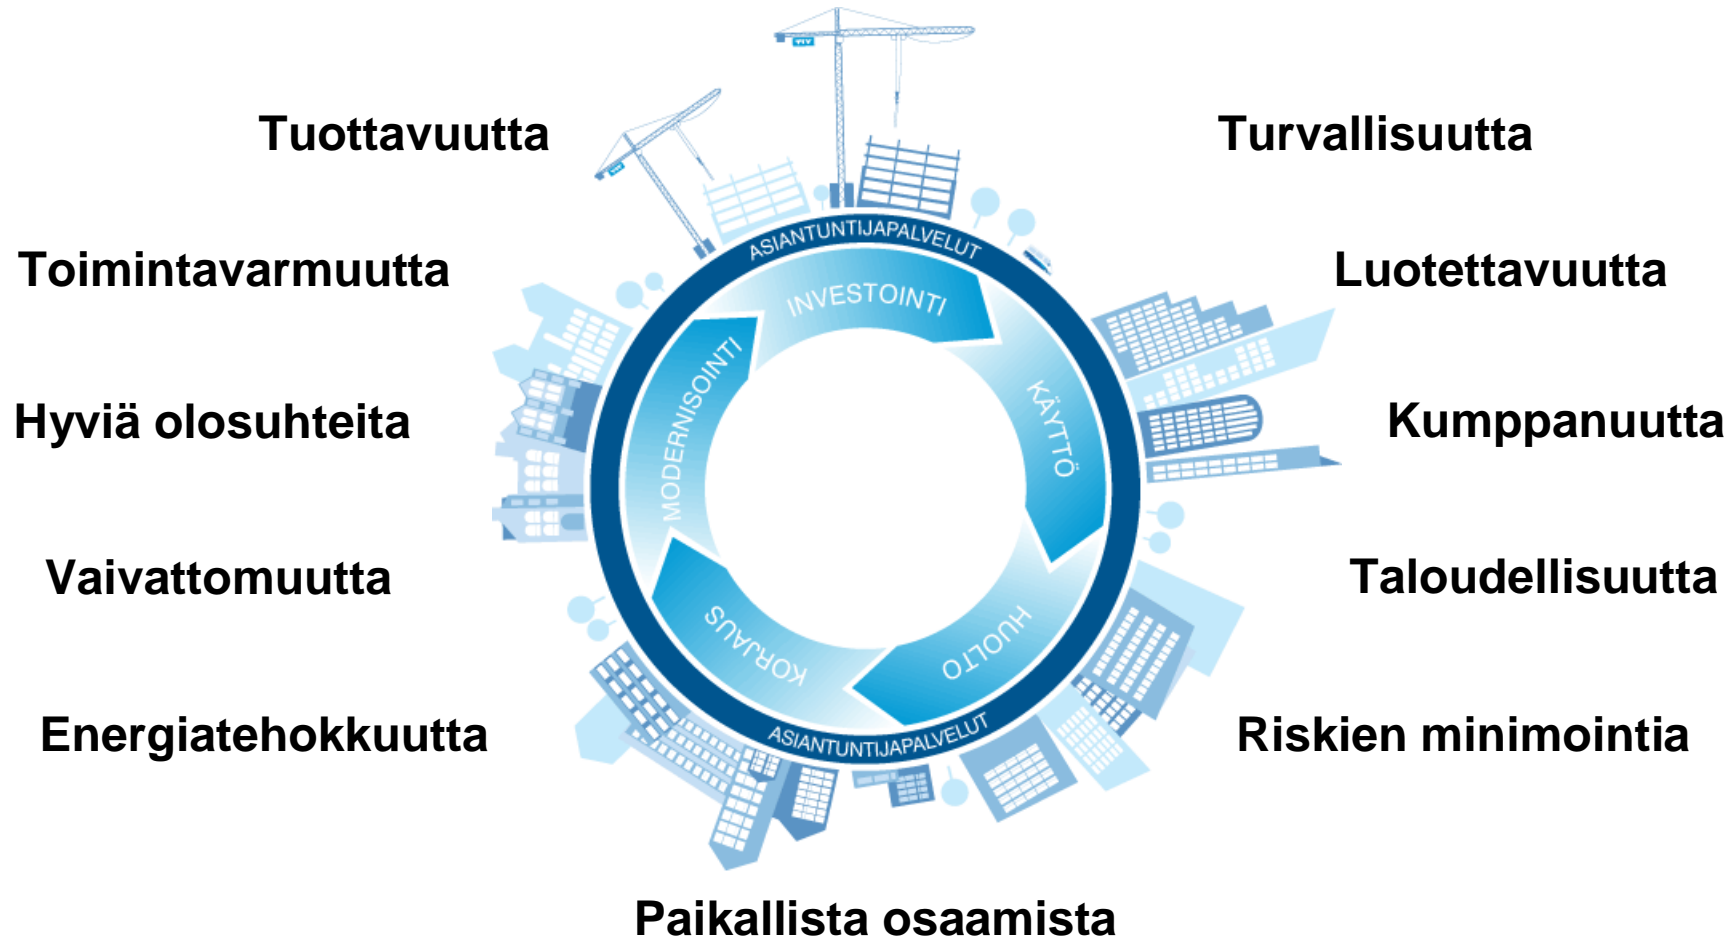 Tuottavuutta
Turvallisuutta
Toimintavarmuutta
Luotettavuutta
Hyviä olosuhteita
Kumppanuutta
Vaivattomuutta
Taloudellisuutta
Energiatehokkuutta
Riskien minimointia
Paikallista osaamista
ASIANTUNTIJAPALVELUT
INVESTOINTI
KÄYTTÖ
HUOLTO
KORJAUS
MODERNISOINTI
ASIANTUNTIJAPALVELUT